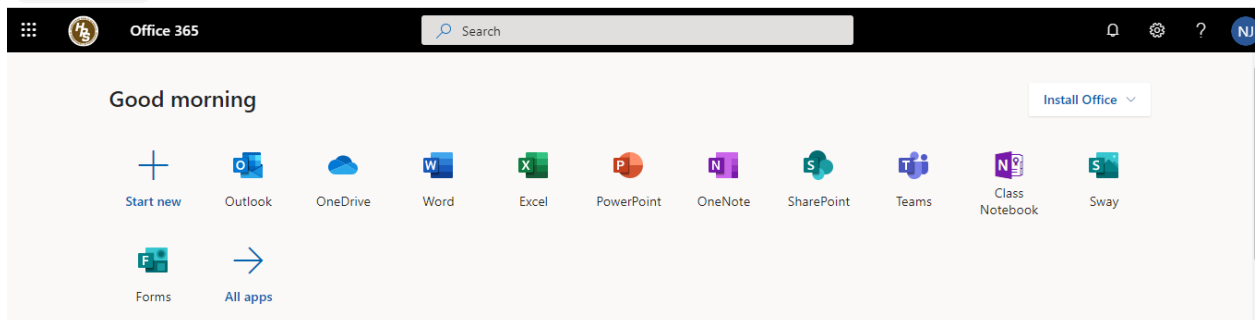 HPS Office 365 Search NJ
Good morning
Install Office
Start new Outlook OneDrive Word Excel PowerPoint OneNote SharePoint Teams Class Notebook Sway
Forms All apps